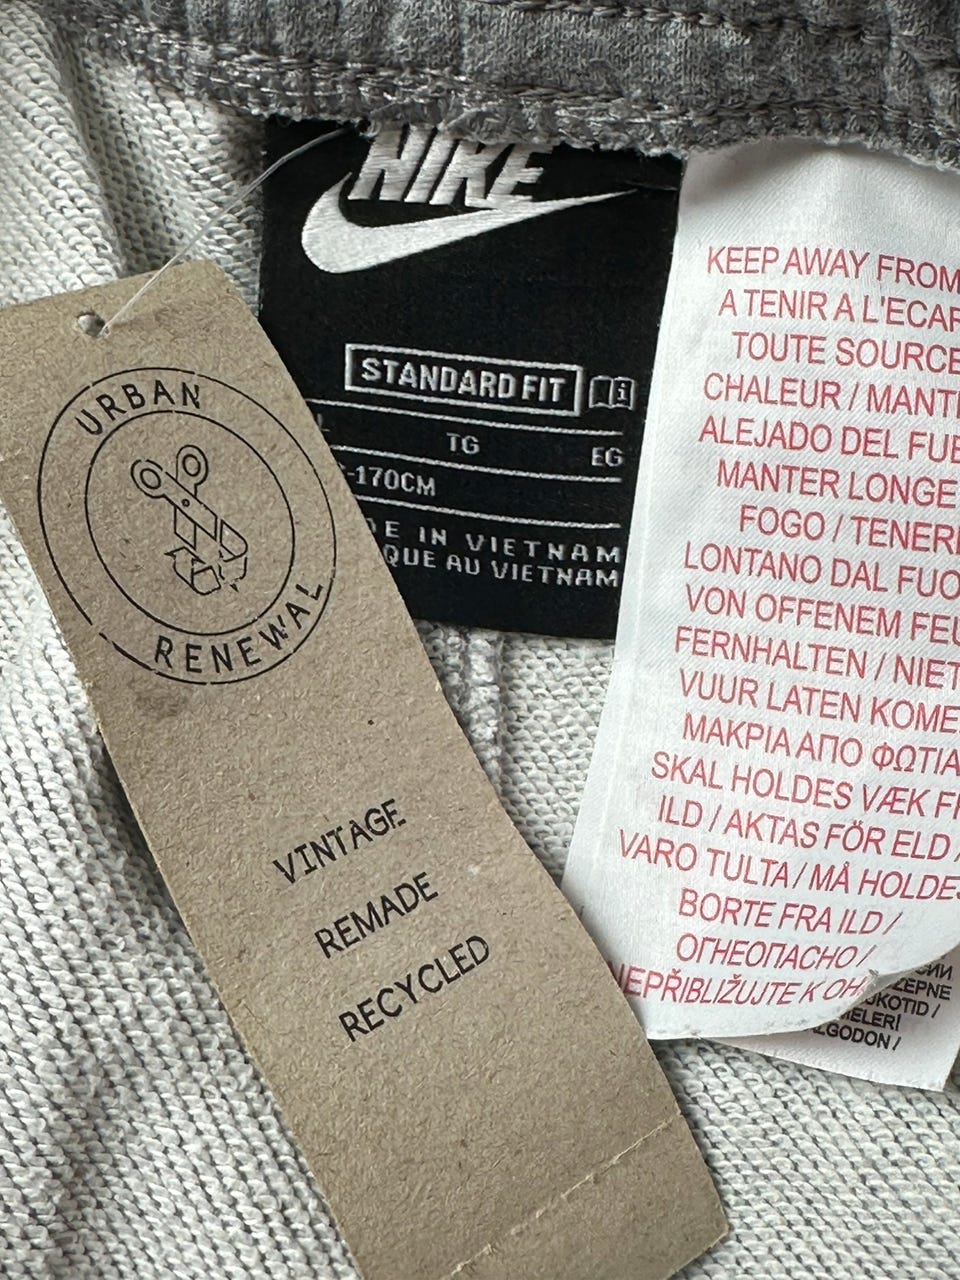 NIKE
STANDARD FIT
TG EG
-170CM
IN VIETNAM
AU VIETNAM
URBAN
RENEWAL
VINTAGE
REMADE
RECYCLED
KEEP AWAY FROM
A TENIR A L'ECAR
TOUTE SOURCE
CHALEUR / MANT
ALEJADO DEL FUE
MANTER LONGE
FOGO / TENER
LONTANO DAL FUO
VON OFFENEM FEU
FERNHALTEN / NIET
VUUR LATEN KOME
ΜΑΚΡΙΑ ΑΠΟ ΦΩΤΙΑ
SKAL HOLDES VÆK F
ILD / AKTAS FÖR ELD /
VARO TULTA / MÅ HOLDES
BORTE FRA ILD /
ОГНЕОПАСНО /
NEPŘIBLIŽUJTE K OH